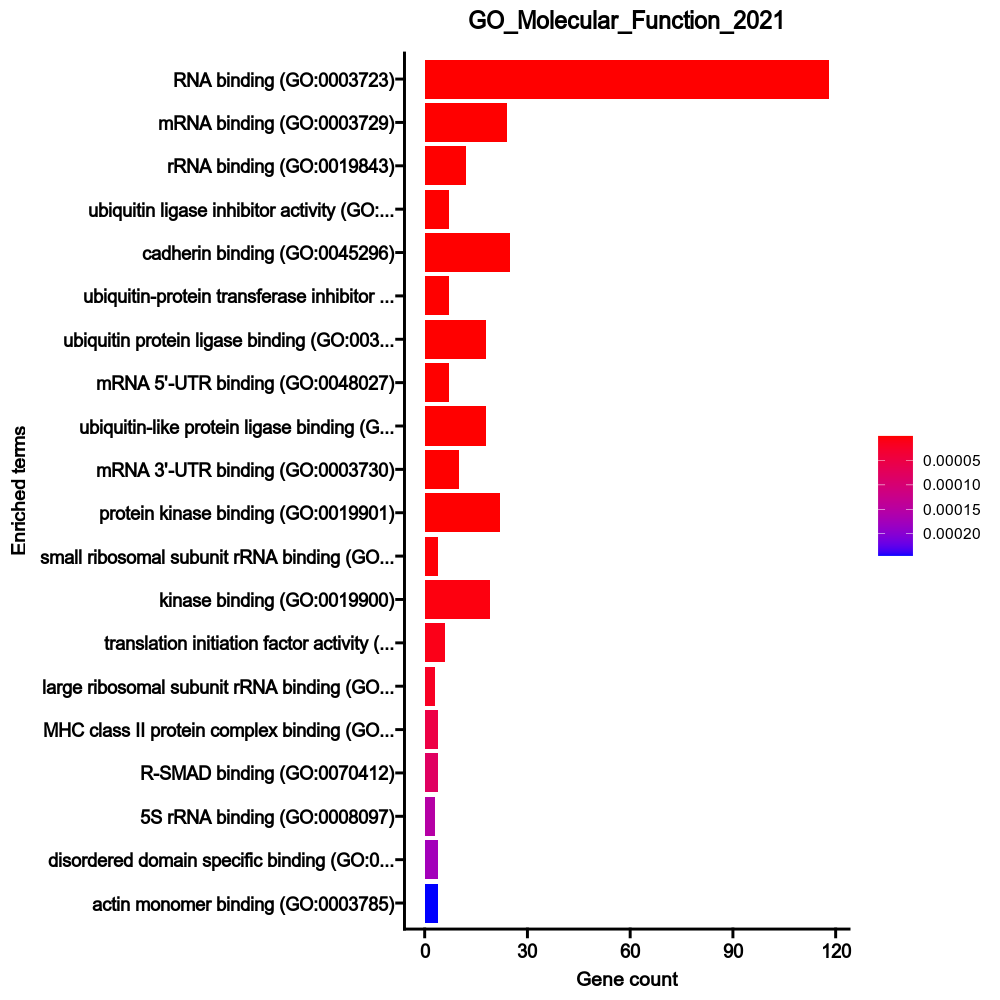 GO_Molecular_Function_2021
RNA binding (GO:0003723)
mRNA binding (GO:0003729)
rRNA binding (GO:0019843)
ubiquitin ligase inhibitor activity (GO:...
cadherin binding (GO:0045296)
ubiquitin-protein transferase inhibitor ...
ubiquitin protein ligase binding (GO:003...
mRNA 5'-UTR binding (GO:0048027)
ubiquitin-like protein ligase binding (G...
mRNA 3'-UTR binding (GO:0003730)
protein kinase binding (GO:0019901)
small ribosomal subunit rRNA binding (GO...
kinase binding (GO:0019900)
translation initiation factor activity (...
large ribosomal subunit rRNA binding (GO...
MHC class II protein complex binding (GO...
R-SMAD binding (GO:0070412)
5S rRNA binding (GO:0008097)
disordered domain specific binding (GO:0...
actin monomer binding (GO:0003785)
Enriched terms
0 30 60 90 120
Gene count
0.00005
0.00010
0.00015
0.00020